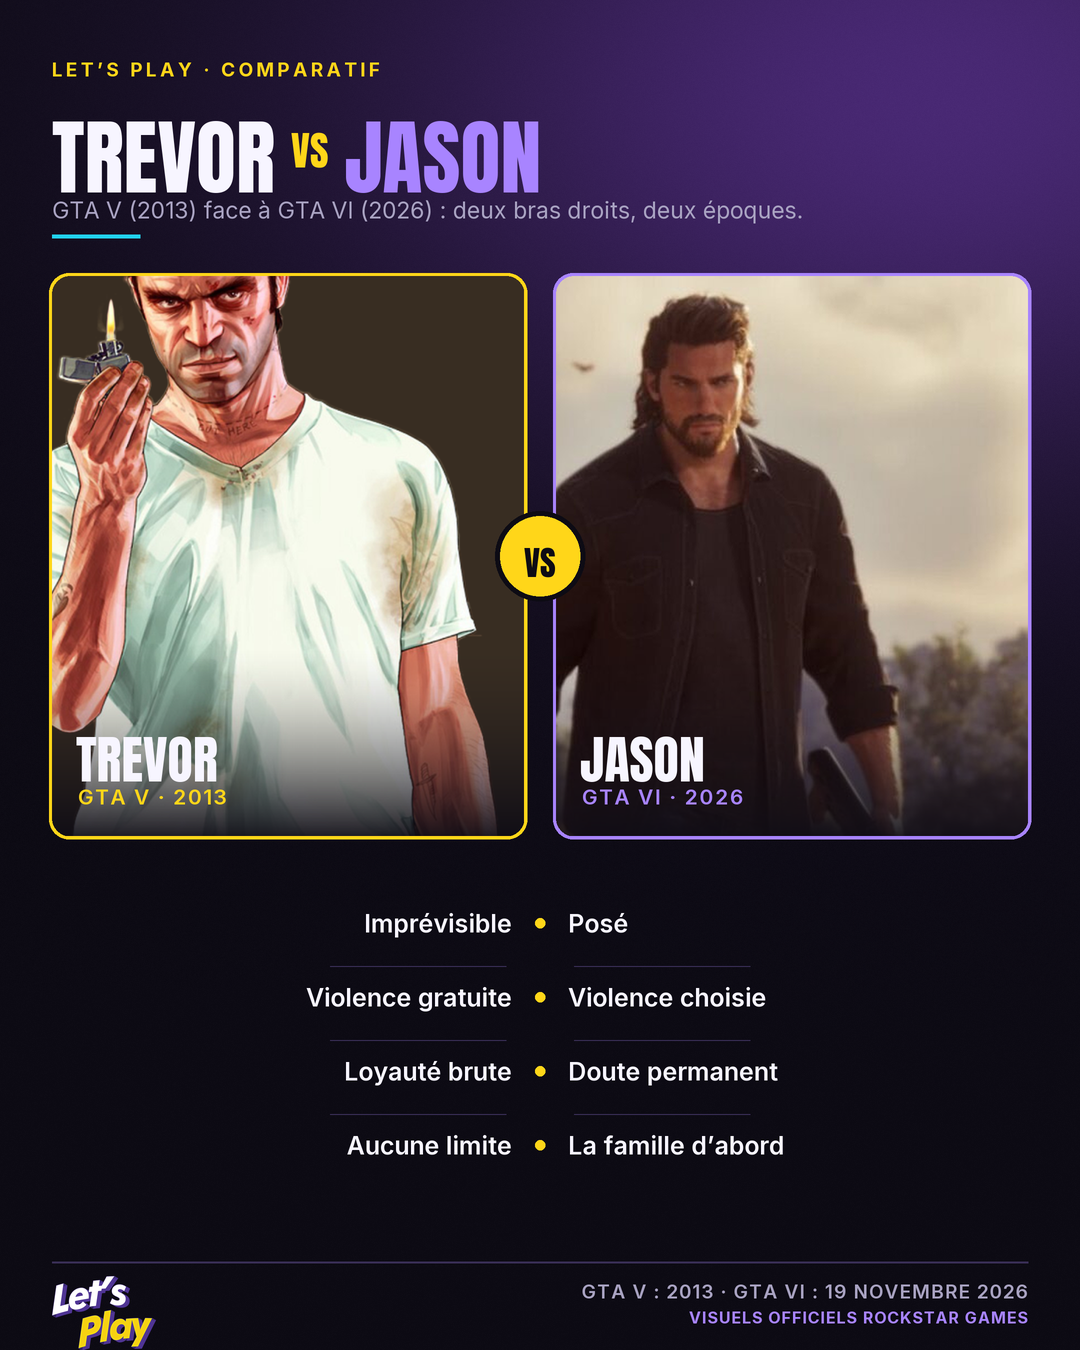 LET’S PLAY · COMPARATIF
TREVOR VS JASON
GTA V (2013) face à GTA VI (2026) : deux bras droits, deux époques.
VS
TREVOR
GTA V · 2013
JASON
GTA VI · 2026
Imprévisible • Posé
Violence gratuite • Violence choisie
Loyauté brute • Doute permanent
Aucune limite • La famille d’abord
Let's
Play
GTA V : 2013 · GTA VI : 19 NOVEMBRE 2026
VISUELS OFFICIELS ROCKSTAR GAMES